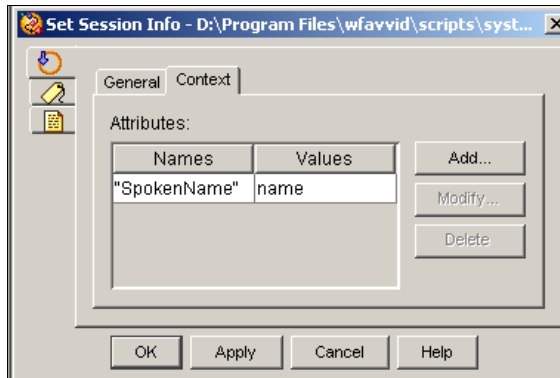 Set Session Info - D:\Program Files\wfavvid\scripts\syst...
General Context
Attributes:
Names Values
"SpokenName" name
Add...
Modify...
Delete
OK Apply Cancel Help